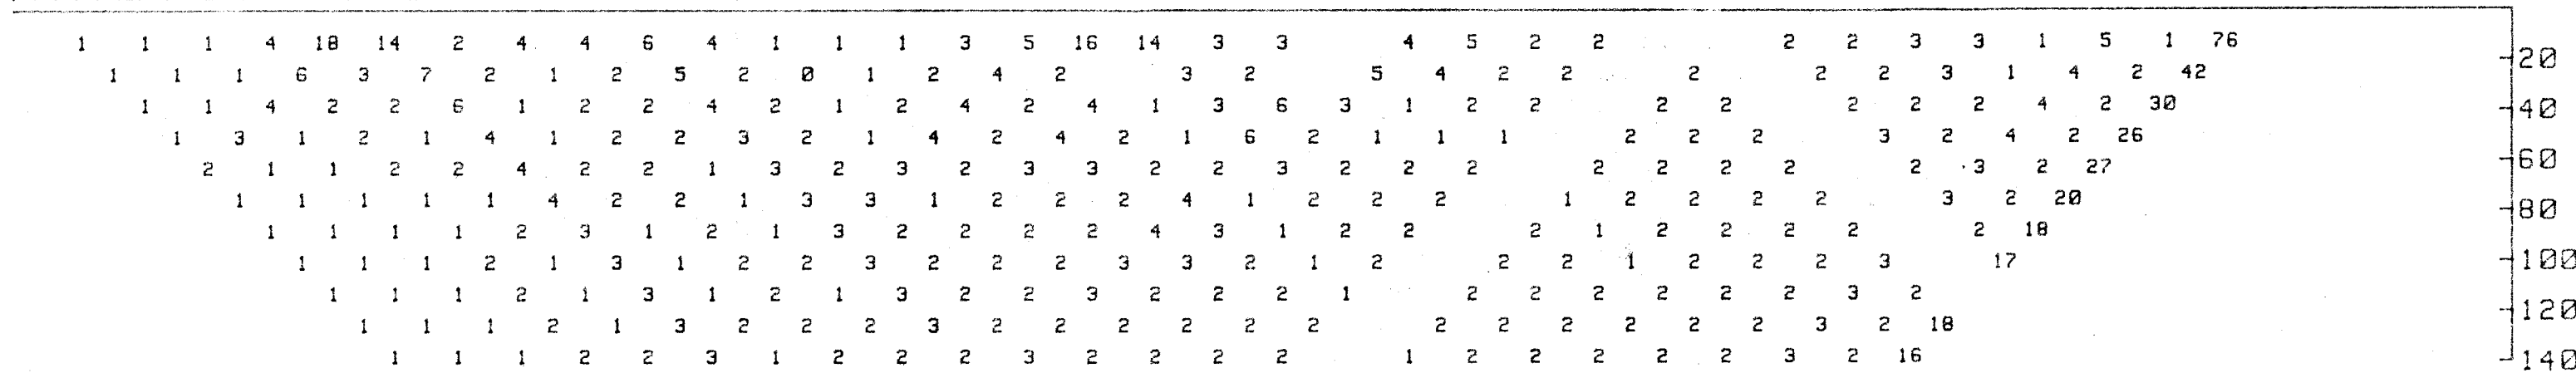 1 1 1 4 18 14 2 4 4 6 4 1 1 1 3 5 16 14 3 3 4 5 2 2 2 2 3 3 1 5 1 76
20
1 1 1 6 3 7 2 1 2 5 2 0 1 2 4 2 3 2 5 4 2 2 2 2 2 3 1 4 2 42
1 1 4 2 2 6 1 2 2 4 2 1 2 4 2 4 1 3 6 3 1 2 2 2 2 2 2 2 4 2 30
40
1 3 1 2 1 4 1 2 2 3 2 1 4 2 4 2 1 6 2 1 1 1 2 2 2 3 2 4 2 26
60
2 1 1 2 2 4 2 2 1 3 2 3 2 3 3 2 2 3 2 2 2 2 2 2 2 2 3 2 27
1 1 1 1 1 4 2 2 1 3 3 1 2 2 2 4 1 2 2 2 1 2 2 2 2 3 2 20
80
1 1 1 1 2 3 1 2 1 3 2 2 2 2 4 3 1 2 2 2 1 2 2 2 2 2 18
1 1 1 2 1 3 1 2 2 3 2 2 2 3 3 2 1 2 2 2 1 2 2 2 3 17
100
1 1 1 2 1 3 1 2 1 3 2 2 3 2 2 2 1 2 2 2 2 2 2 3 2
120
1 1 1 2 1 3 2 2 2 3 2 2 2 2 2 2 2 2 2 2 2 2 3 2 18
1 1 1 2 2 3 1 2 2 2 3 2 2 2 2 1 2 2 2 2 2 3 2 16
140